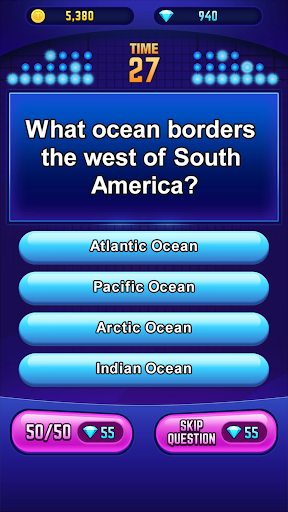 5,380 940
TIME
27
What ocean borders
the west of South
America?
Atlantic Ocean
Pacific Ocean
Arctic Ocean
Indian Ocean
50/50 55
SKIP
QUESTION 55